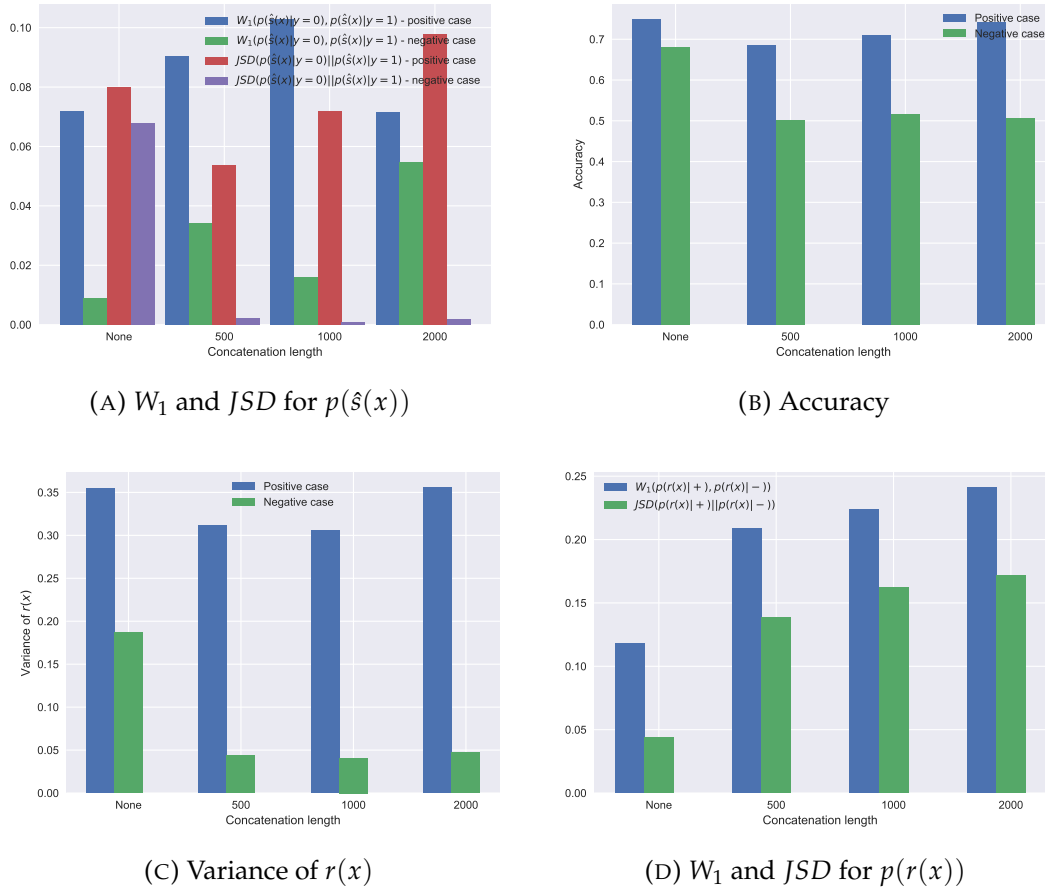 0.10
0.08
0.06
0.04
0.02
0.00
W₁(p(ŝ(x)|y = 0), p(ŝ(x)|y = 1) - positive case
W₁(p(ŝ(x)|y = 0), p(ŝ(x)|y = 1) - negative case
JSD(p(ŝ(x)|y = 0)||p(ŝ(x)|y = 1) - positive case
JSD(p(ŝ(x)|y = 0)||p(ŝ(x)|y = 1) - negative case
None 500 1000 2000
Concatenation length
(A) W₁ and JSD for p(ŝ(x))
Accuracy
0.7
0.6
0.5
0.4
0.3
0.2
0.1
0.0
Positive case
Negative case
None 500 1000 2000
Concatenation length
(B) Accuracy
Variance of r(x)
0.35
0.30
0.25
0.20
0.15
0.10
0.05
0.00
Positive case
Negative case
None 500 1000 2000
Concatenation length
(C) Variance of r(x)
0.25
0.20
0.15
0.10
0.05
0.00
W₁(p(r(x)| + ), p(r(x)| − ))
JSD(p(r(x)| + )||p(r(x)| − ))
None 500 1000 2000
Concatenation length
(D) W₁ and JSD for p(r(x))